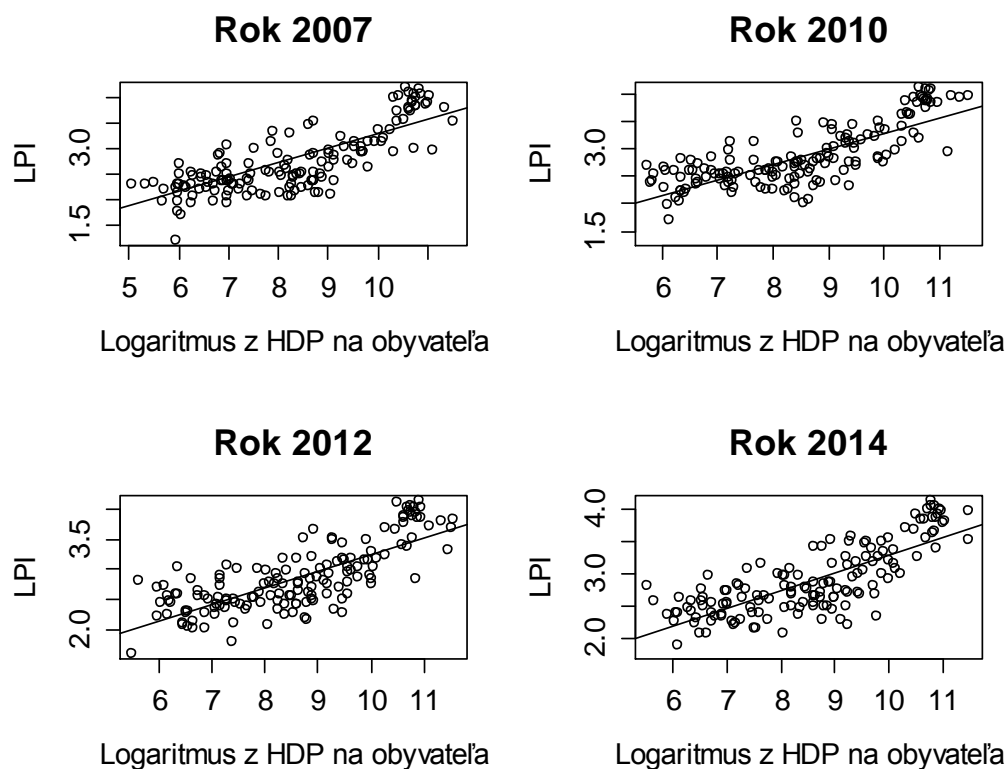 Rok 2007
LPI
3.0
1.5
5 6 7 8 9 10
Logaritmus z HDP na obyvateľa
Rok 2010
LPI
3.0
1.5
6 7 8 9 10 11
Logaritmus z HDP na obyvateľa
Rok 2012
LPI
3.5
2.0
6 7 8 9 10 11
Logaritmus z HDP na obyvateľa
Rok 2014
LPI
4.0
3.0
2.0
6 7 8 9 10 11
Logaritmus z HDP na obyvateľa